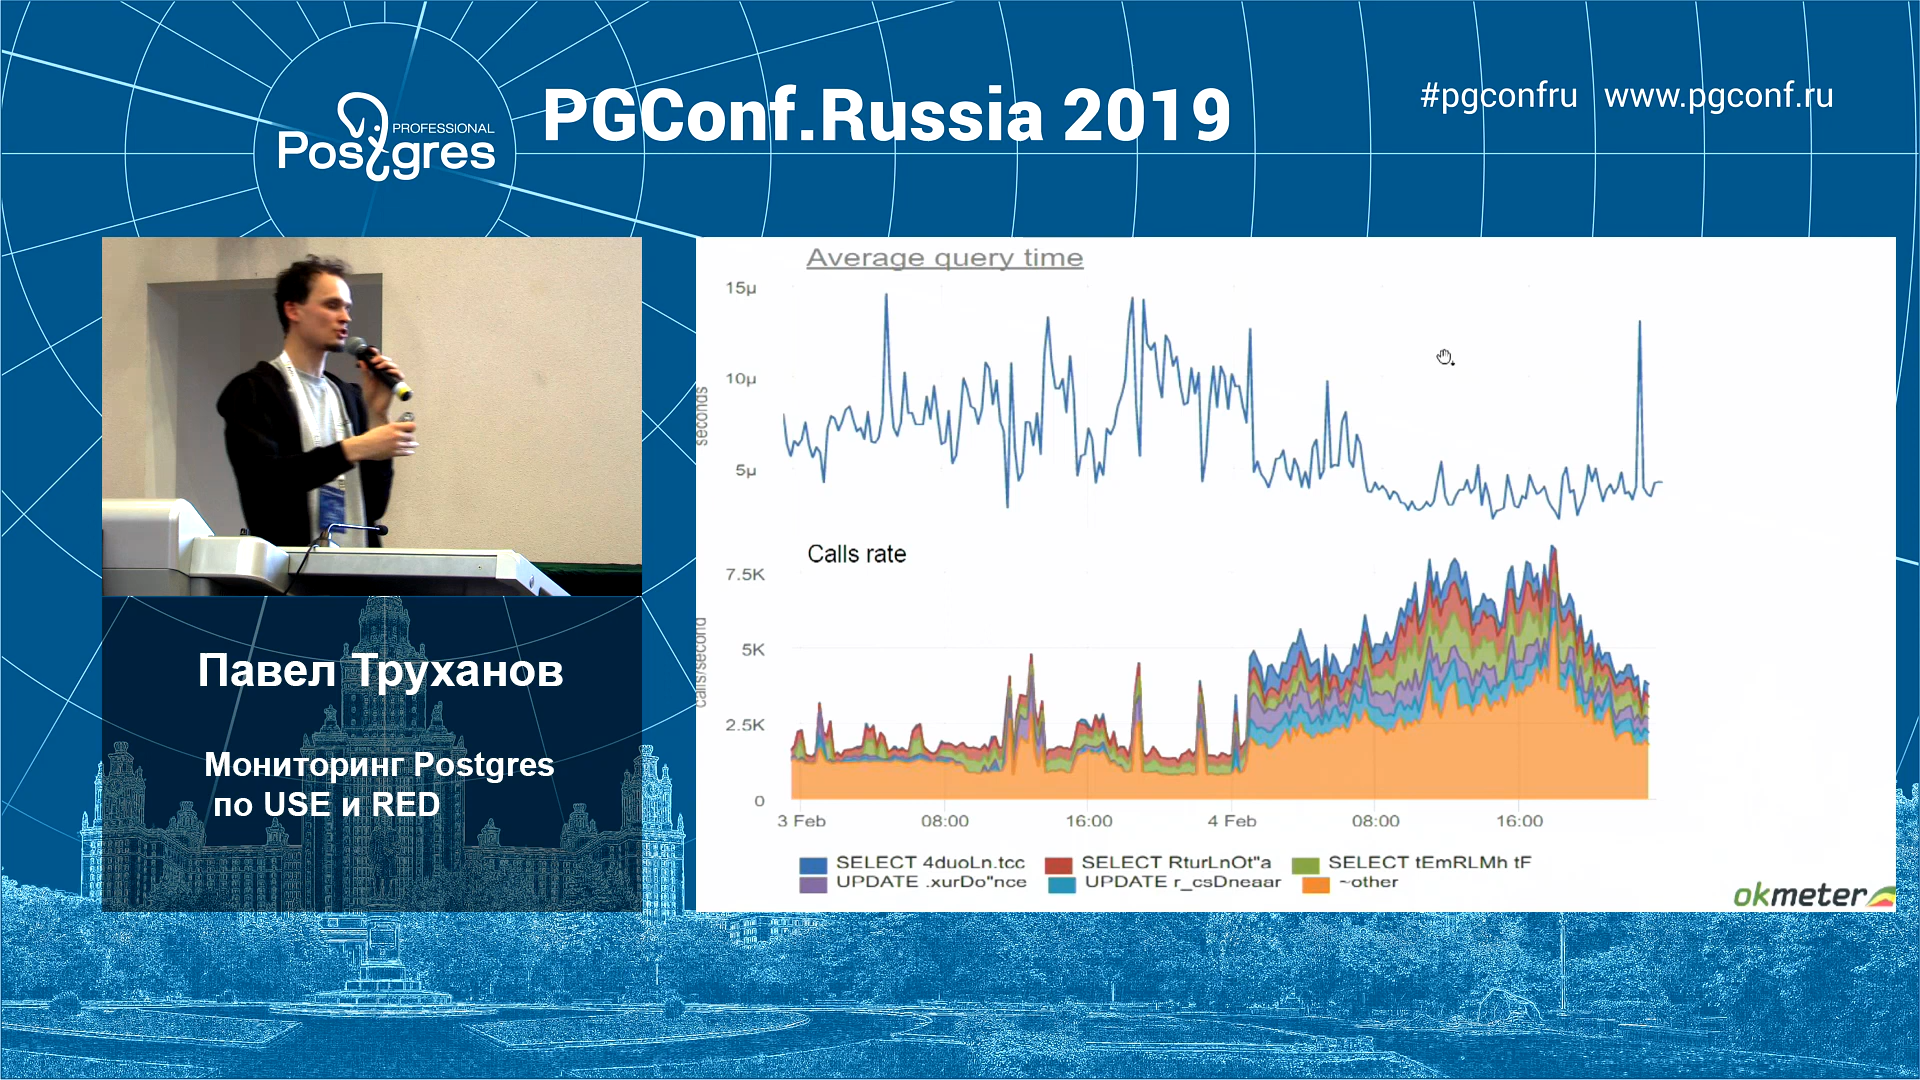 PROFESSIONAL
Postgres
PGConf.Russia 2019
#pgconfru www.pgconf.ru
Average query time
15µ
10µ
5µ
seconds
Calls rate
7.5K
5K
2.5K
0
calls/second
3 Feb 08:00 16:00 4 Feb 08:00 16:00
SELECT 4duoLn.tcc SELECT RturLnOt"a SELECT tEmRLMh tF
UPDATE .xurDo"nce UPDATE r_csDneaar ~other
okmeter
Павел Труханов
Мониторинг Postgres
по USE и RED